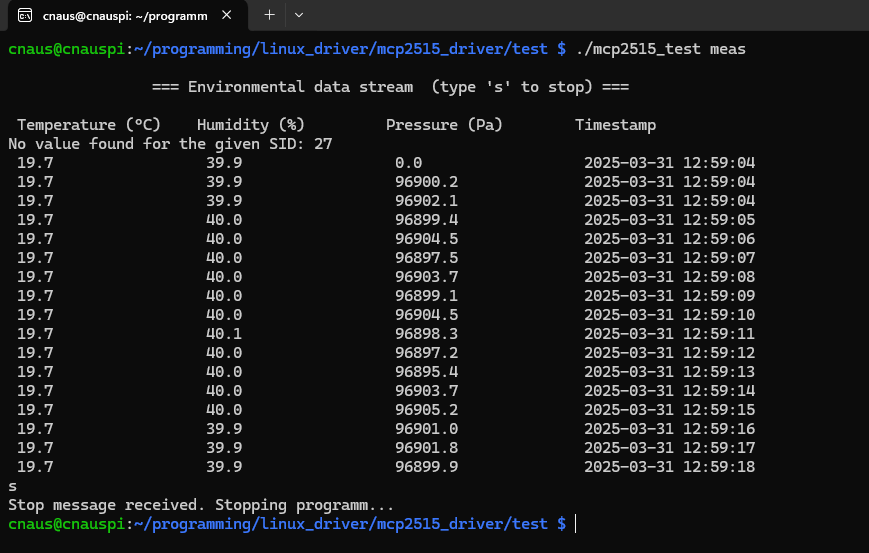 cnaus@cnauspi: ~/programm
cnaus@cnauspi:~/programming/linux_driver/mcp2515_driver/test $ ./mcp2515_test meas
=== Environmental data stream  (type 's' to stop) ===
Temperature (°C)    Humidity (%)         Pressure (Pa)        Timestamp
No value found for the given SID: 27
19.7                 39.9                 0.0                  2025-03-31 12:59:04
19.7                 39.9                 96900.2              2025-03-31 12:59:04
19.7                 39.9                 96902.1              2025-03-31 12:59:04
19.7                 40.0                 96899.4              2025-03-31 12:59:05
19.7                 40.0                 96904.5              2025-03-31 12:59:06
19.7                 40.0                 96897.5              2025-03-31 12:59:07
19.7                 40.0                 96903.7              2025-03-31 12:59:08
19.7                 40.0                 96899.1              2025-03-31 12:59:09
19.7                 40.0                 96904.5              2025-03-31 12:59:10
19.7                 40.1                 96898.3              2025-03-31 12:59:11
19.7                 40.0                 96897.2              2025-03-31 12:59:12
19.7                 40.0                 96895.4              2025-03-31 12:59:13
19.7                 40.0                 96903.7              2025-03-31 12:59:14
19.7                 40.0                 96905.2              2025-03-31 12:59:15
19.7                 39.9                 96901.0              2025-03-31 12:59:16
19.7                 39.9                 96901.8              2025-03-31 12:59:17
19.7                 39.9                 96899.9              2025-03-31 12:59:18
s
Stop message received. Stopping programm...
cnaus@cnauspi:~/programming/linux_driver/mcp2515_driver/test $